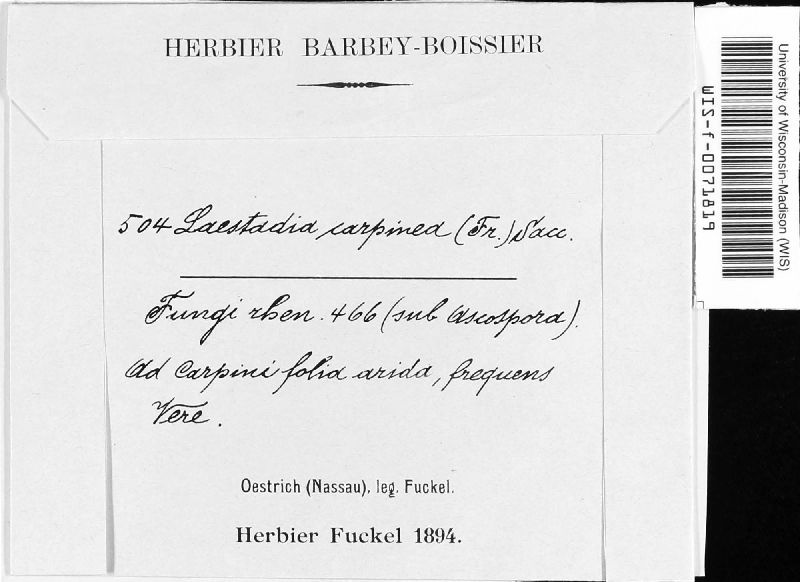 HERBIER BARBEY-BOISSIER
504 Laestadia carpinea (Fr.) Sacc.
Fungi rhen. 466 (sub Ascospora).
Ad Carpini folia arida, frequens
Vere.
Oestrich (Nassau), leg. Fuckel.
Herbier Fuckel 1894.
University of Wisconsin-Madison (WIS)
WIS-f-0071819